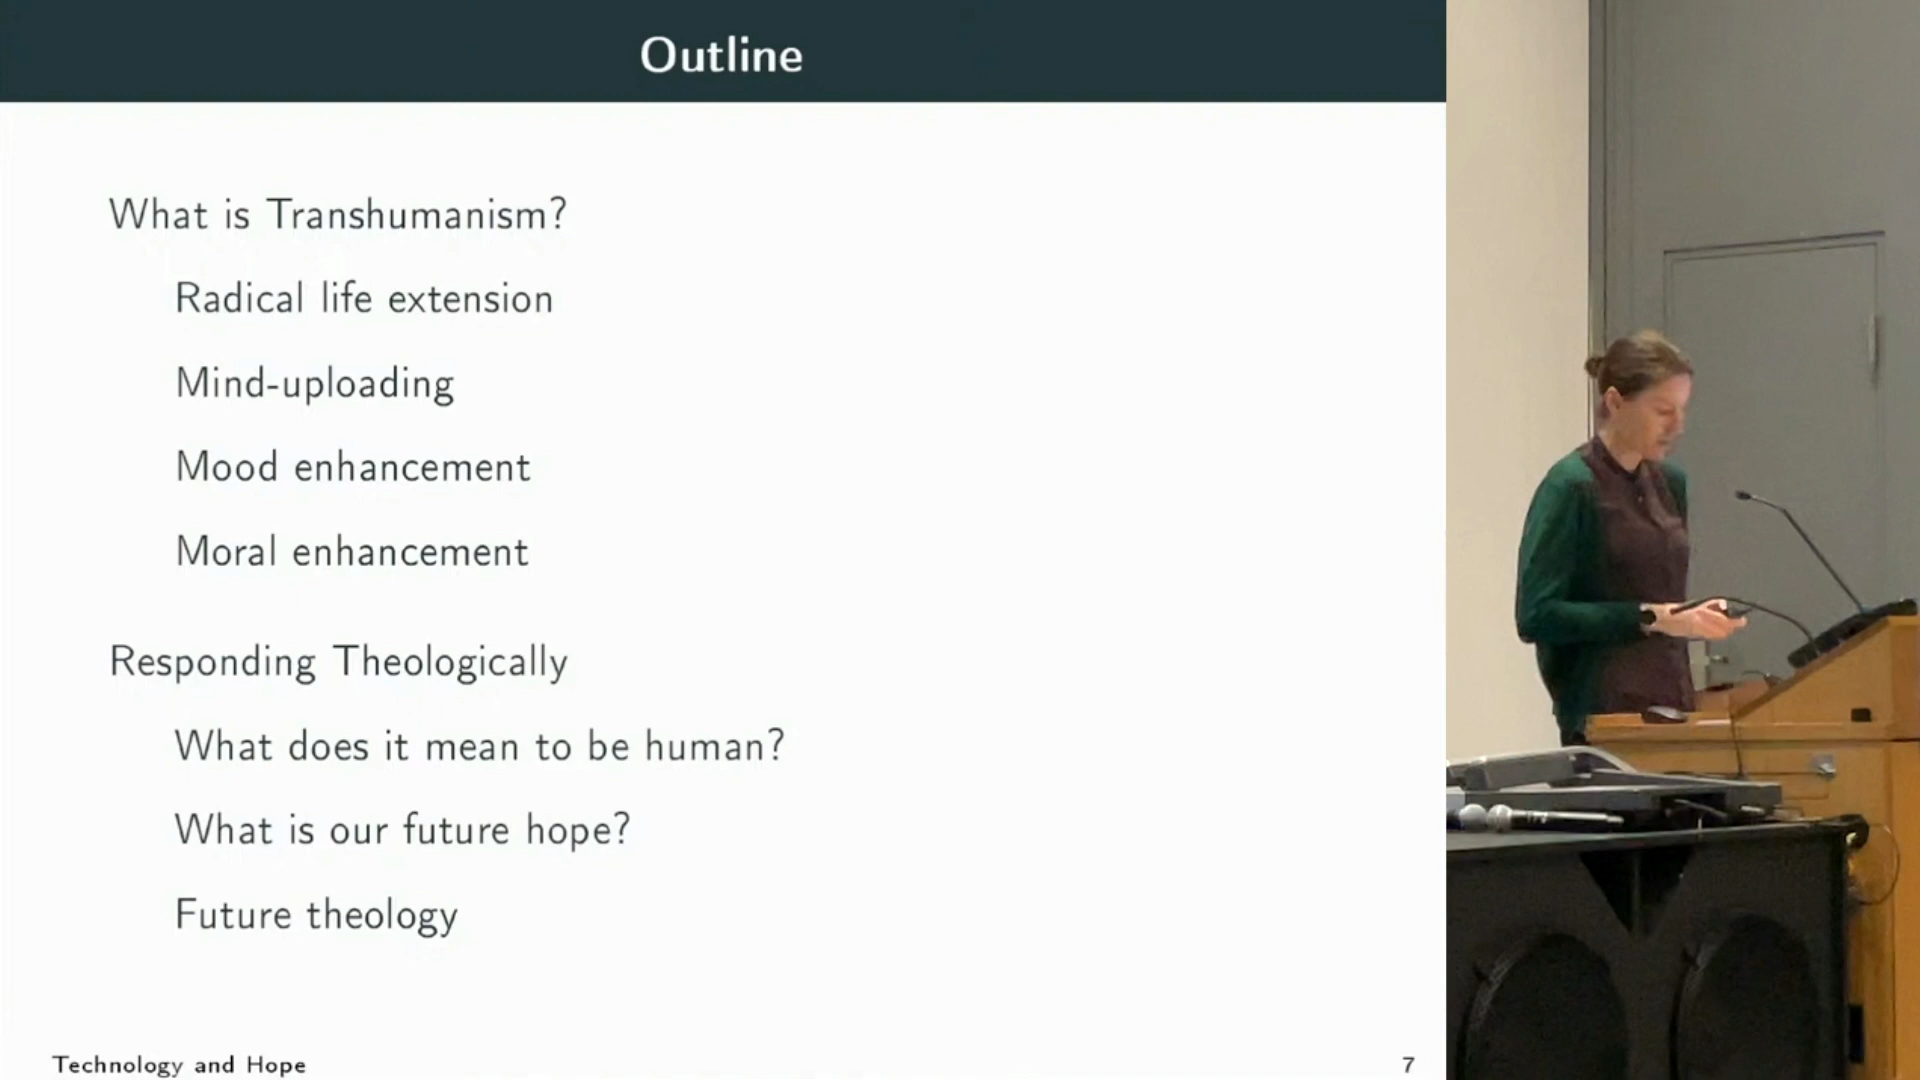 Outline
What is Transhumanism?
Radical life extension
Mind-uploading
Mood enhancement
Moral enhancement
Responding Theologically
What does it mean to be human?
What is our future hope?
Future theology
Technology and Hope
7